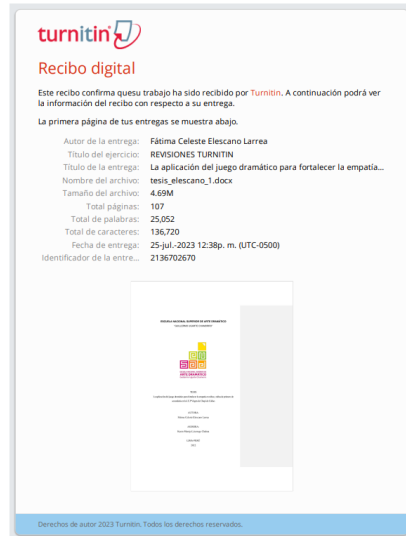 turnitin
Recibo digital
Este recibo confirma quesu trabajo ha sido recibido por Turnitin. A continuación podrá ver
la información del recibo con respecto a su entrega.
La primera página de tus entregas se muestra abajo.
Autor de la entrega: Fátima Celeste Elescano Larrea
Título del ejercicio: REVISIONES TURNITIN
Título de la entrega: La aplicación del juego dramático para fortalecer la empatía...
Nombre del archivo: tesis_elescano_1.docx
Tamaño del archivo: 4.69M
Total páginas: 107
Total de palabras: 25,052
Total de caracteres: 136,720
Fecha de entrega: 25-jul.-2023 12:38p. m. (UTC-0500)
Identificador de la entre... 2136702670
ARTE DRAMÁTICO
Derechos de autor 2023 Turnitin. Todos los derechos reservados.